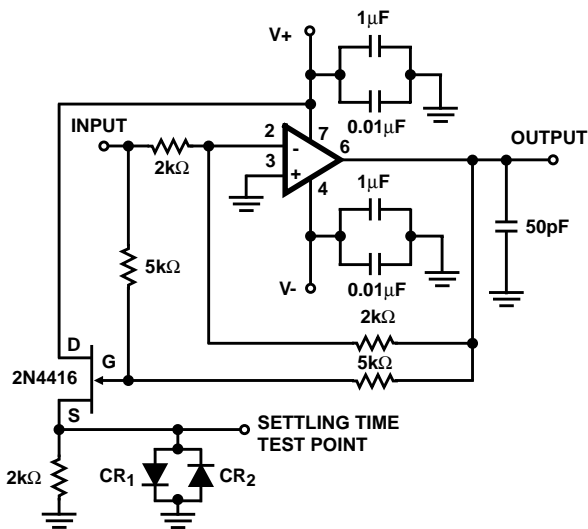 1μF
V+
0.01μF
INPUT
2kΩ
2
3
-
+
7
6
4
OUTPUT
1μF
0.01μF
V-
50pF
5kΩ
2kΩ
5kΩ
D
G
2N4416
S
SETTLING TIME
TEST POINT
2kΩ
CR1
CR2